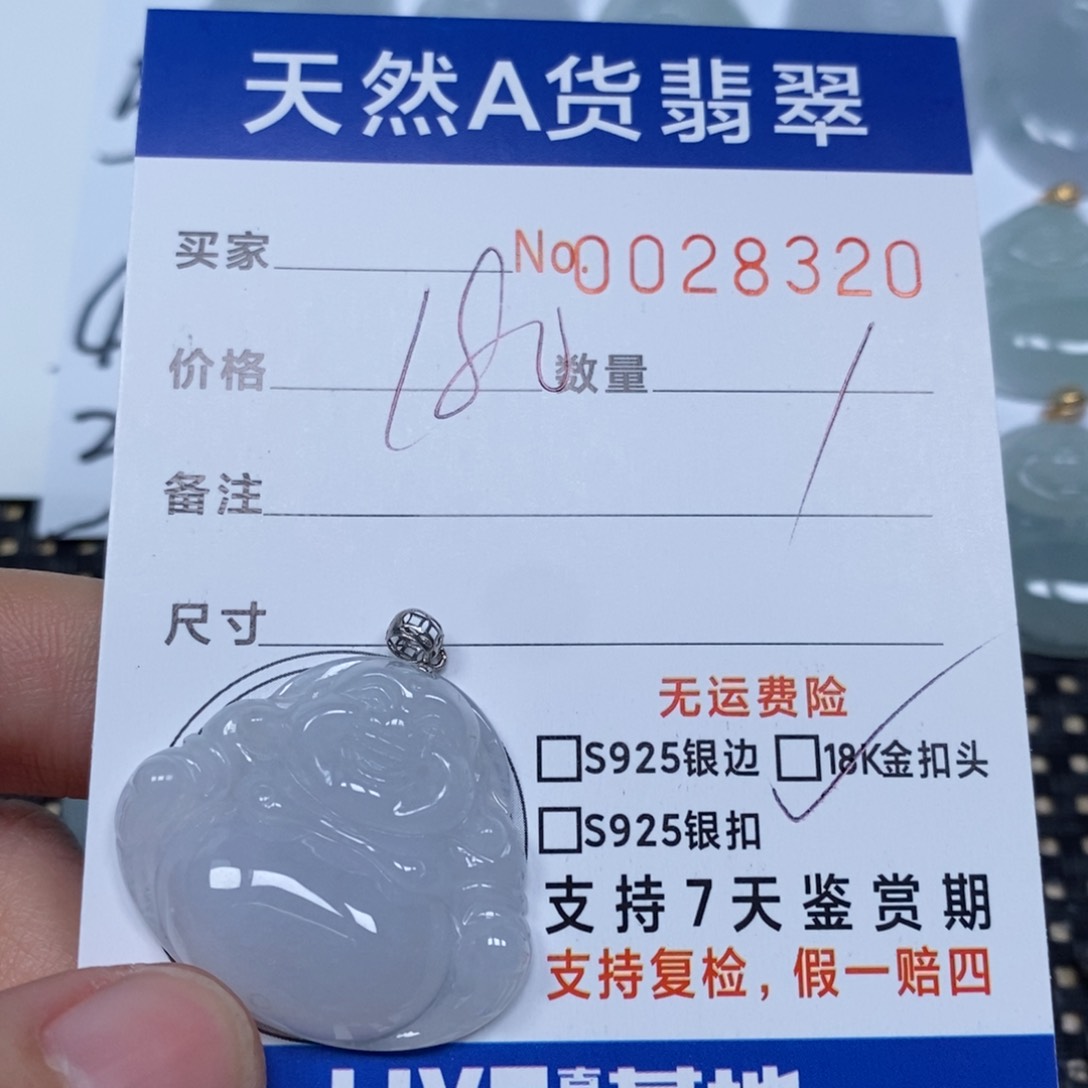 天然A货翡翠
买家 No.0028320
价格 数量 1
备注
尺寸
无运费险
S925银边 18K金扣头
S925银扣
支持7天鉴赏期
支持复检，假一赔四